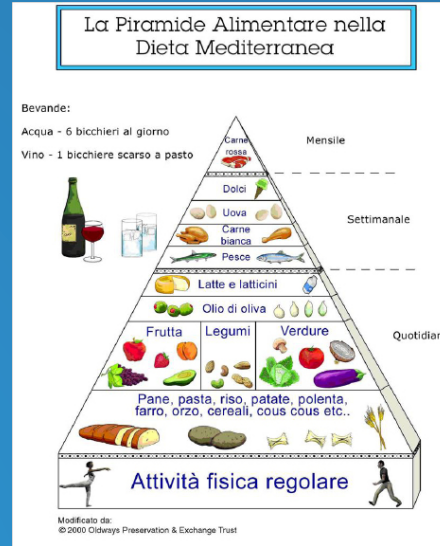 La Piramide Alimentare nella
Dieta Mediterranea
Bevande:
Acqua - 6 bicchieri al giorno
Vino - 1 bicchiere scarso a pasto
Carne
rossa
Mensile
Dolci
Uova
Settimanale
Carne
bianca
Pesce
Latte e latticini
Olio di oliva
Quotidian
Frutta
Legumi
Verdure
Pane, pasta, riso, patate, polenta,
farro, orzo, cereali, cous cous etc..
Attività fisica regolare
Modificato da:
© 2000 Oldways Preservation & Exchange Trust